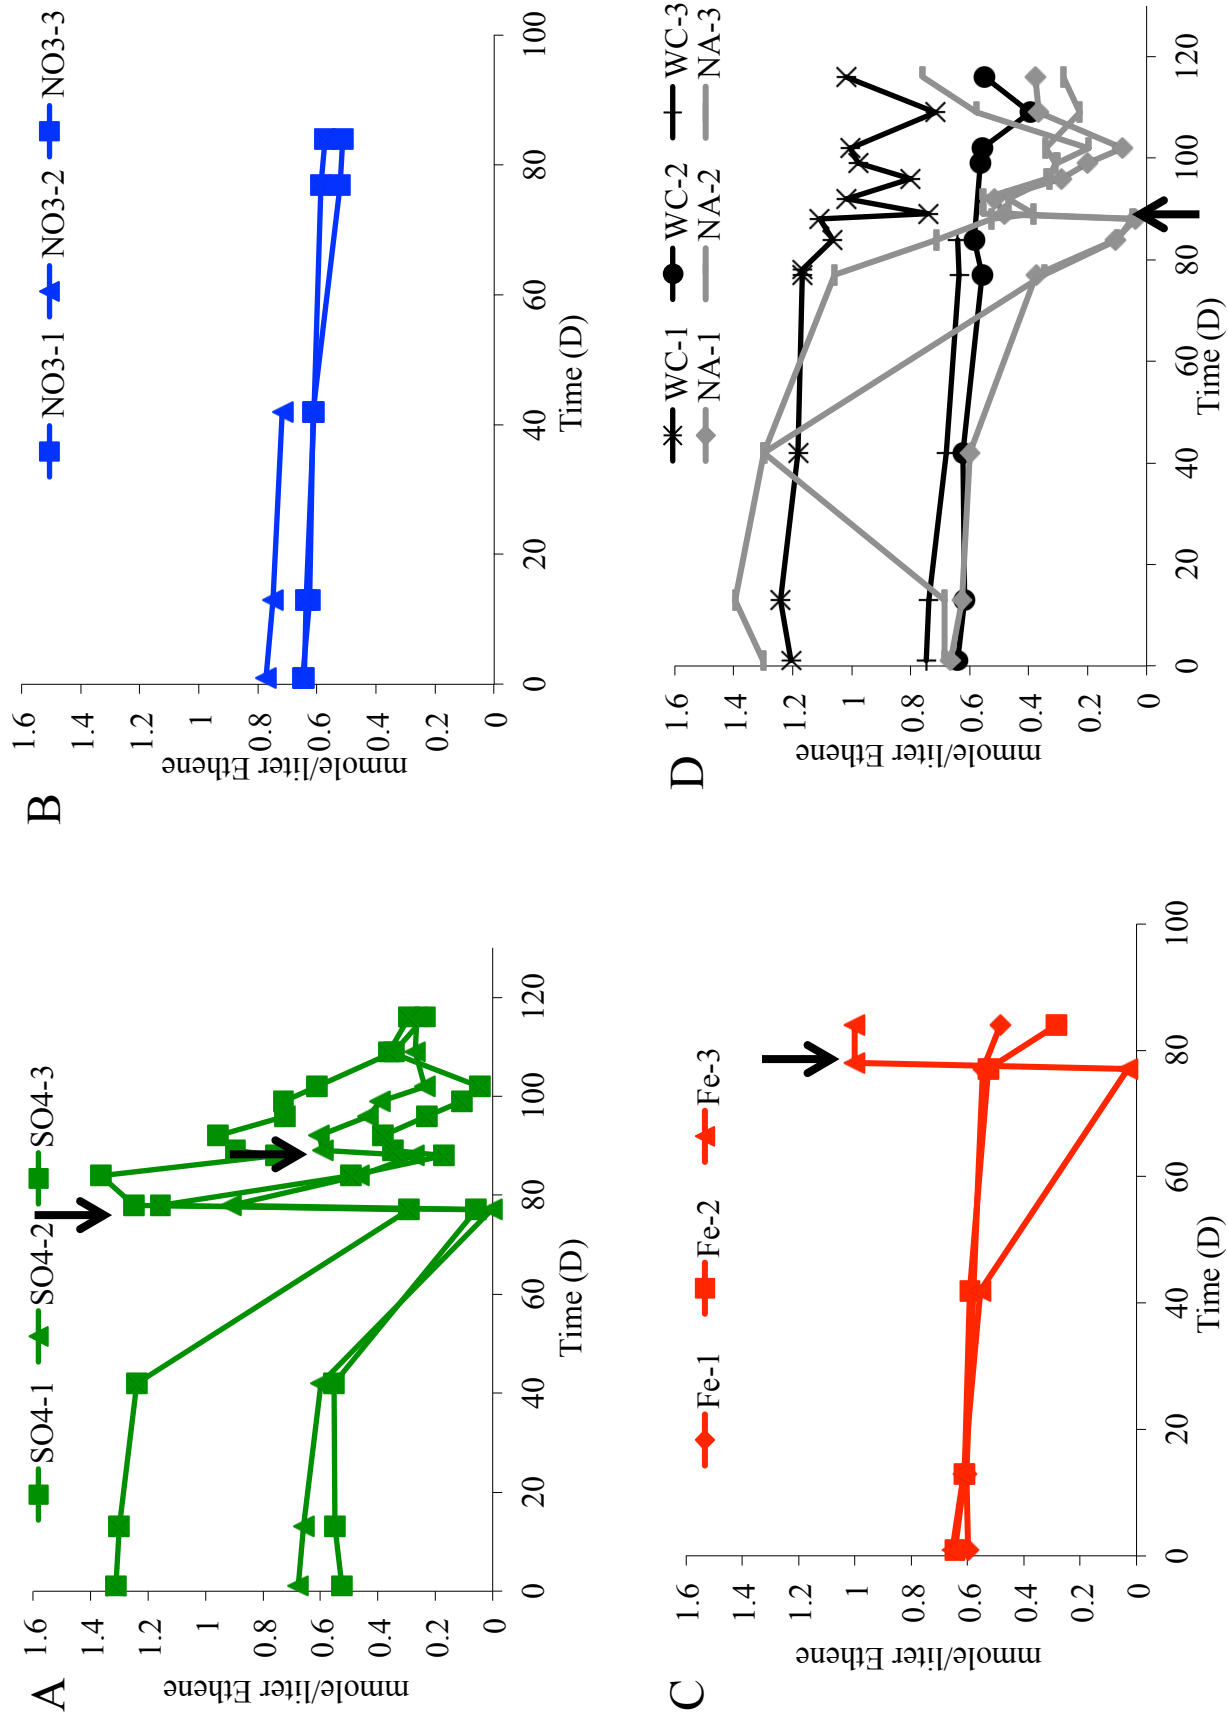 A
SO4-1 SO4-2 SO4-3
mmole/liter Ethene
1.6
1.4
1.2
1
0.8
0.6
0.4
0.2
0
0 20 40 60 80 100 120
Time (D)
B
NO3-1 NO3-2 NO3-3
mmole/liter Ethene
1.6
1.4
1.2
1
0.8
0.6
0.4
0.2
0
0 20 40 60 80 100
Time (D)
C
Fe-1 Fe-2 Fe-3
mmole/liter Ethene
1.6
1.4
1.2
1
0.8
0.6
0.4
0.2
0
0 20 40 60 80 100
Time (D)
D
WC-1 WC-2 WC-3
NA-1 NA-2 NA-3
mmole/liter Ethene
1.6
1.4
1.2
1
0.8
0.6
0.4
0.2
0
0 20 40 60 80 100 120
Time (D)